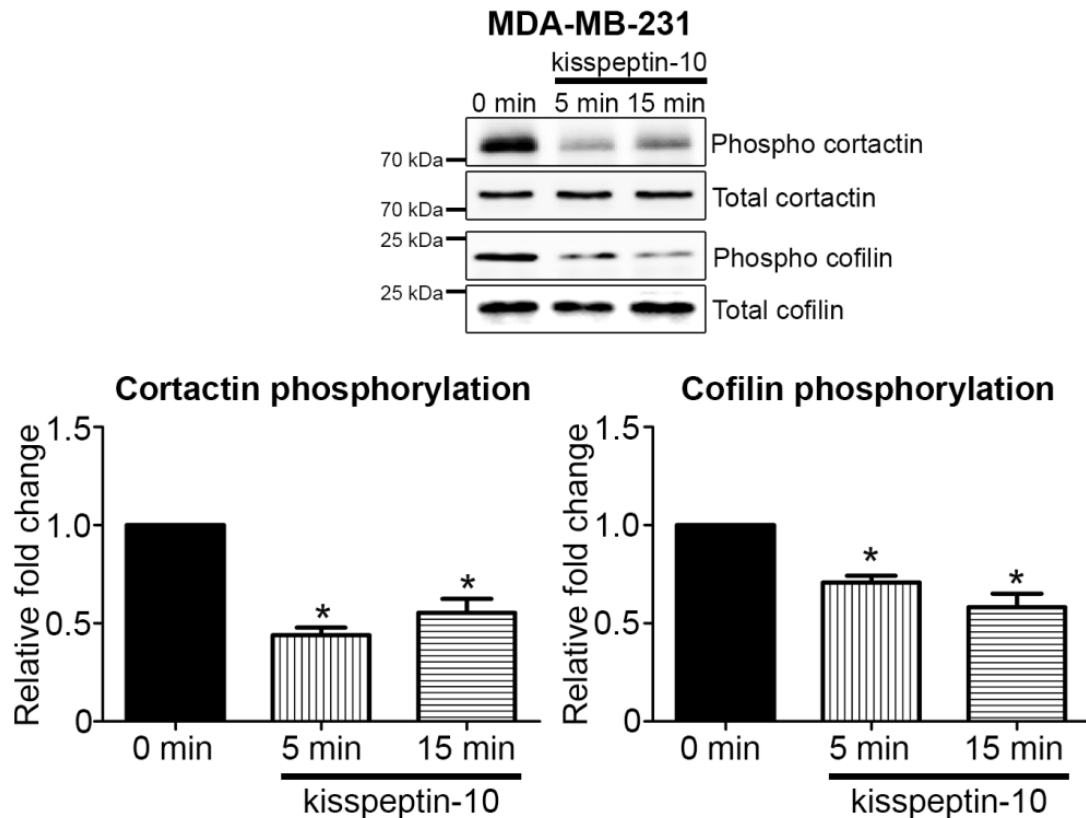 MDA-MB-231
kisspeptin-10
0 min 5 min 15 min
70 kDa Phospho cortactin
70 kDa Total cortactin
25 kDa Phospho cofilin
25 kDa Total cofilin
Cortactin phosphorylation
Relative fold change
1.5
1.0
0.5
0
*
*
0 min 5 min 15 min
kisspeptin-10
Cofilin phosphorylation
Relative fold change
1.5
1.0
0.5
0
*
*
0 min 5 min 15 min
kisspeptin-10